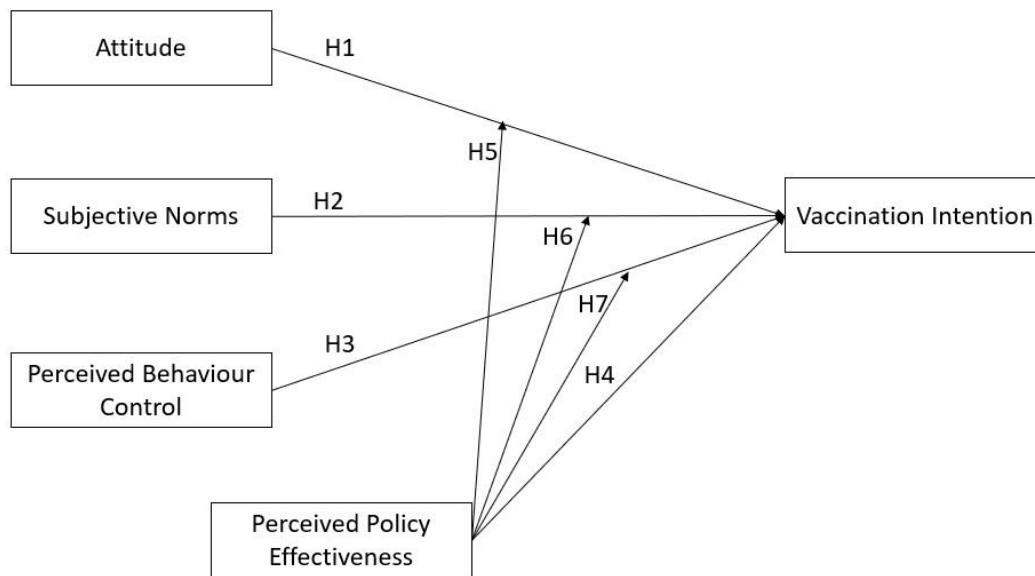 Attitude
H1
H5
Subjective Norms
H2
H6
Vaccination Intention
H7
H3
Perceived Behaviour
Control
H4
Perceived Policy
Effectiveness